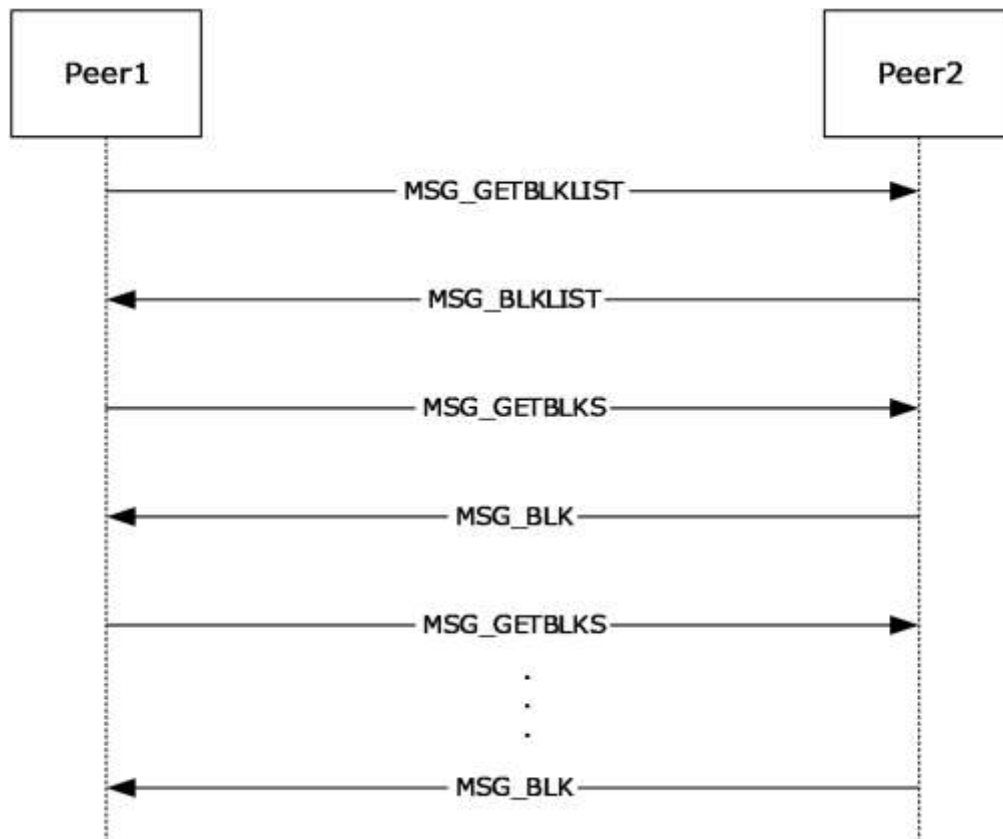 Peer1
Peer2
MSG_GETBLKLIST
MSG_BLKLIST
MSG_GETBLKS
MSG_BLK
MSG_GETBLKS
.
.
.
MSG_BLK